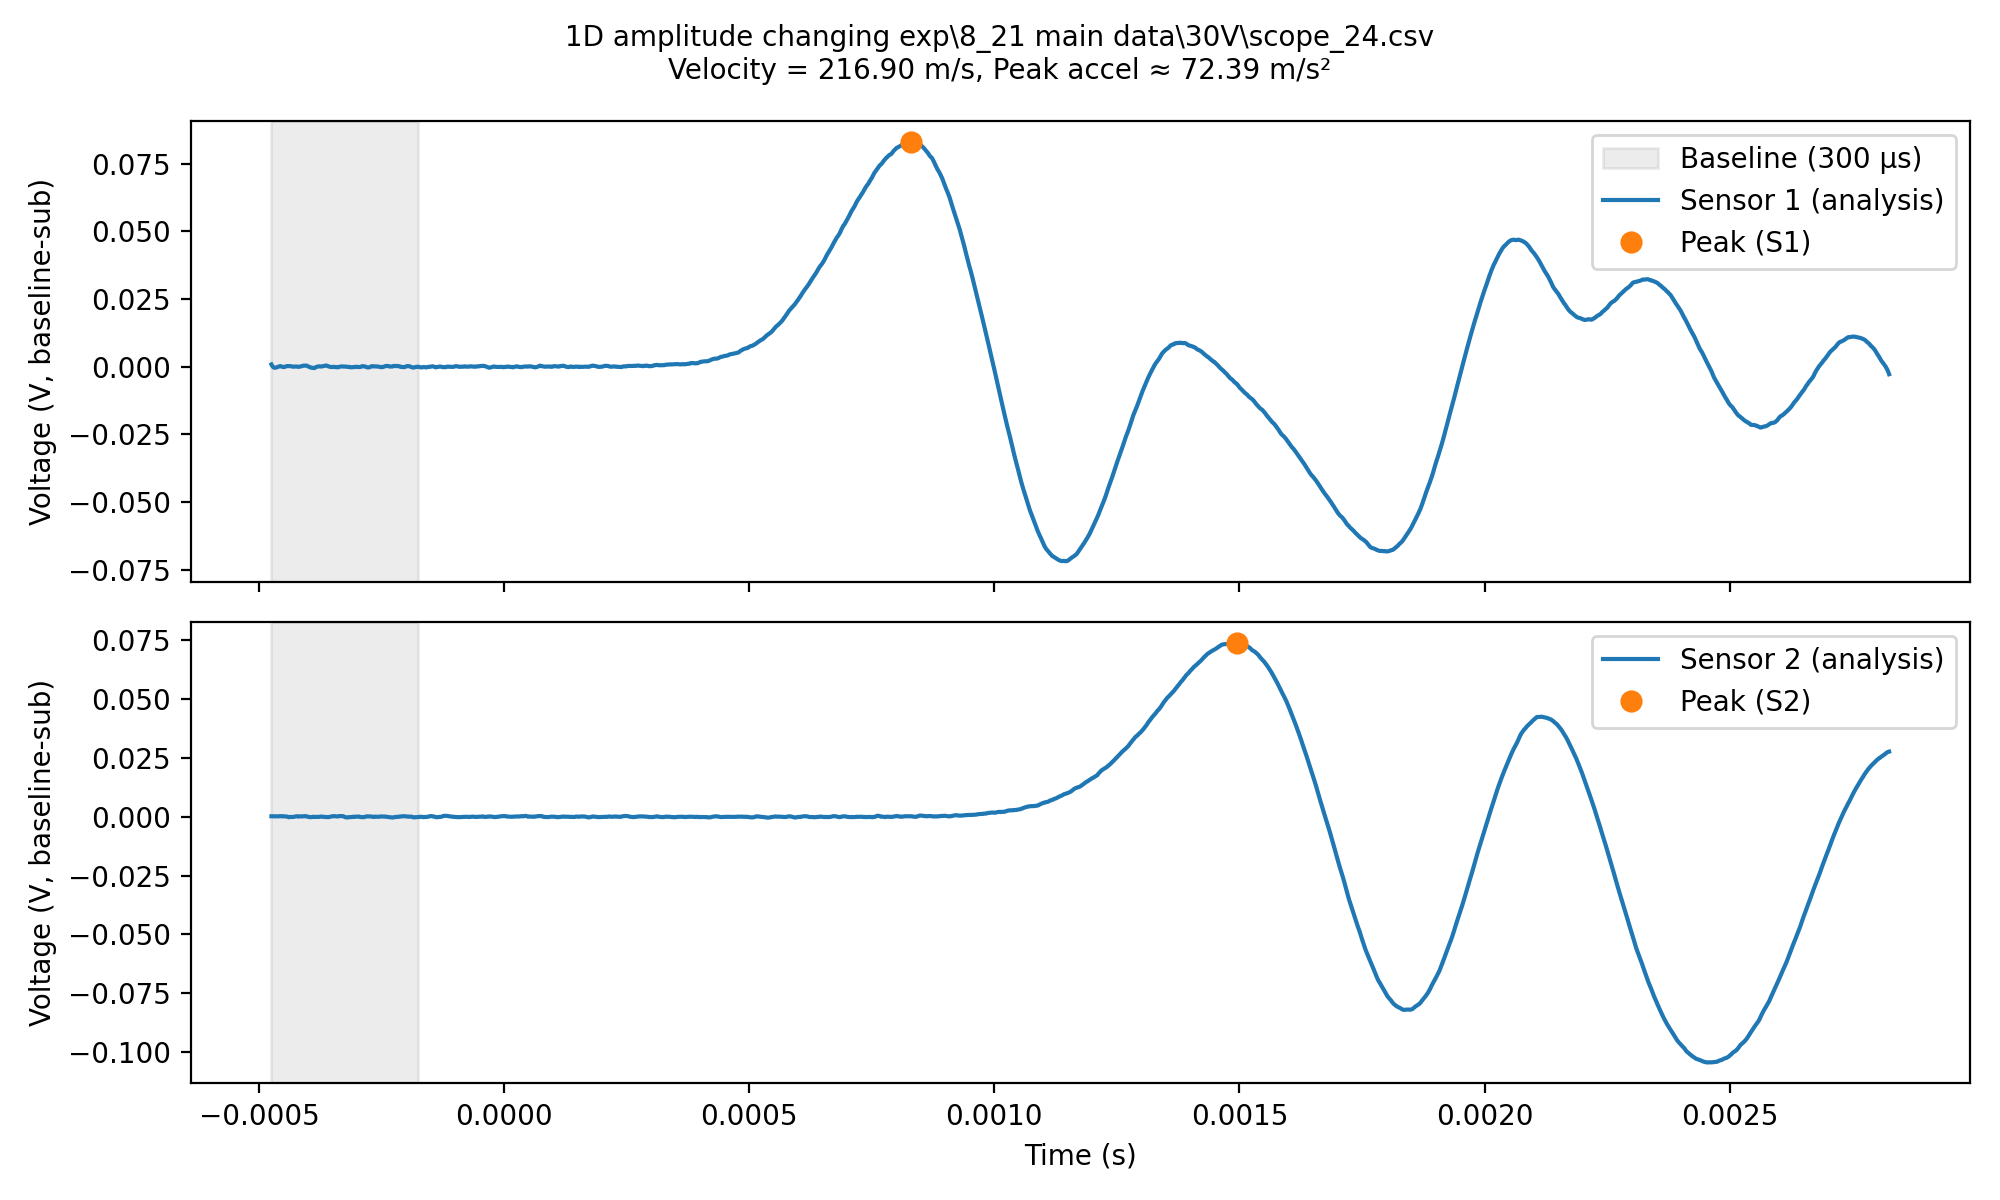 1D amplitude changing exp\8_21 main data\30V\scope_24.csv
Velocity = 216.90 m/s, Peak accel ≈ 72.39 m/s²
Voltage (V, baseline-sub)
0.075
0.050
0.025
0.000
−0.025
−0.050
−0.075
Baseline (300 µs)
Sensor 1 (analysis)
Peak (S1)
Voltage (V, baseline-sub)
0.075
0.050
0.025
0.000
−0.025
−0.050
−0.075
−0.100
Sensor 2 (analysis)
Peak (S2)
−0.0005 0.0000 0.0005 0.0010 0.0015 0.0020 0.0025
Time (s)